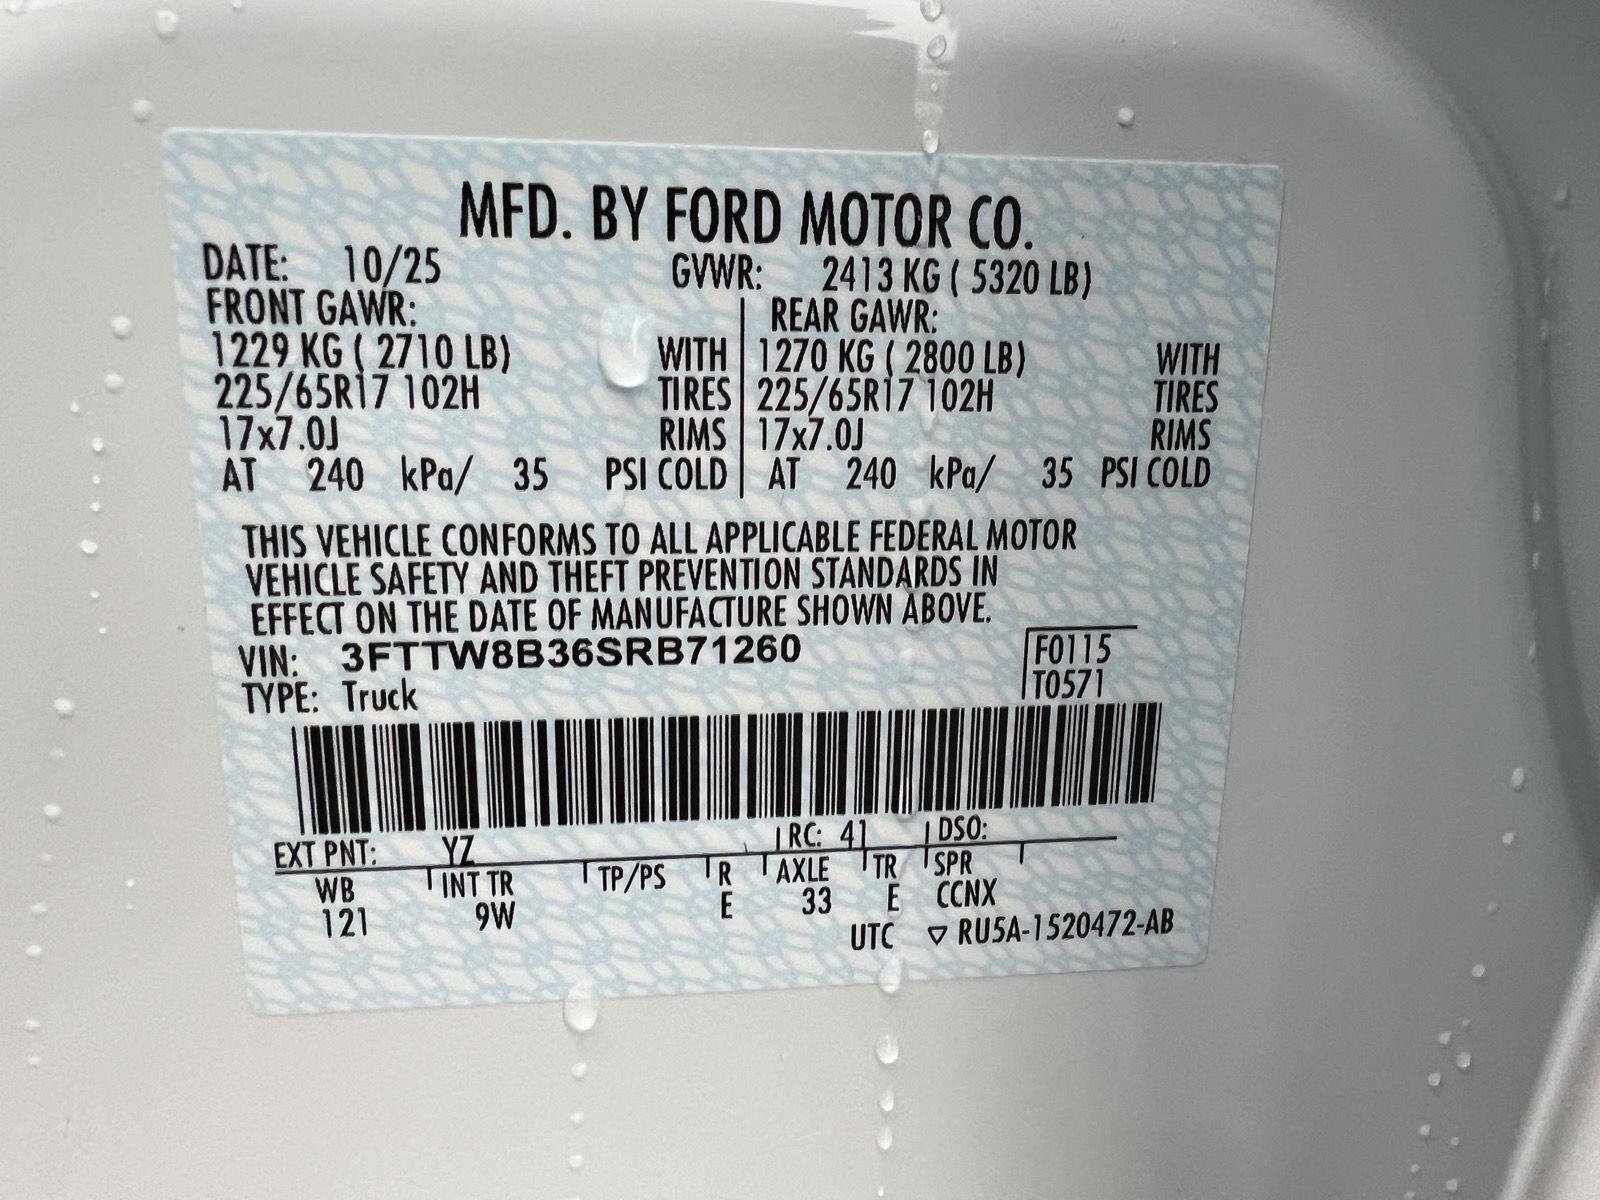 MFD. BY FORD MOTOR CO.
DATE: 10/25 GVWR: 2413 KG ( 5320 LB)
FRONT GAWR: REAR GAWR:
1229 KG ( 2710 LB) WITH 1270 KG ( 2800 LB) WITH
225/65R17 102H TIRES 225/65R17 102H TIRES
17x7.0J RIMS 17x7.0J RIMS
AT 240 kPa/ 35 PSI COLD AT 240 kPa/ 35 PSI COLD
THIS VEHICLE CONFORMS TO ALL APPLICABLE FEDERAL MOTOR
VEHICLE SAFETY AND THEFT PREVENTION STANDARDS IN
EFFECT ON THE DATE OF MANUFACTURE SHOWN ABOVE.
VIN: 3FTTW8B36SRB71260 F0115
TYPE: Truck T0571
EXT PNT: YZ RC: 41 DSO:
WB INT TR TP/PS R AXLE TR SPR
121 9W E 33 E CCNX
UTC ▽ RU5A-1520472-AB